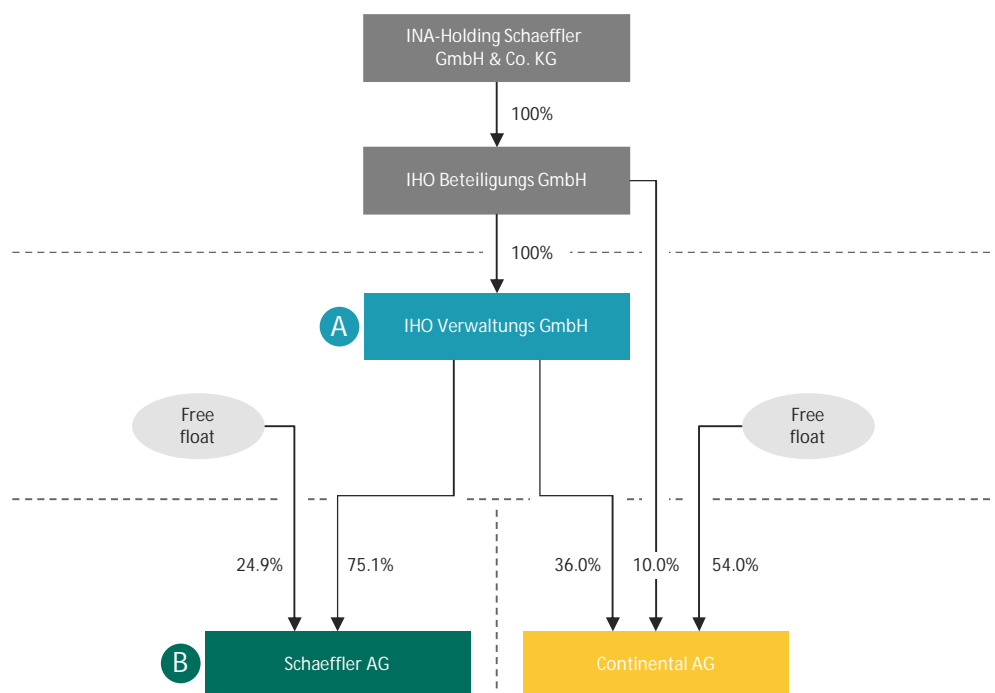 INA-Holding Schaeffler
GmbH & Co. KG
100%
IHO Beteiligungs GmbH
100%
A
IHO Verwaltungs GmbH
Free
float
Free
float
24.9%
75.1%
36.0%
10.0%
54.0%
B
Schaeffler AG
Continental AG